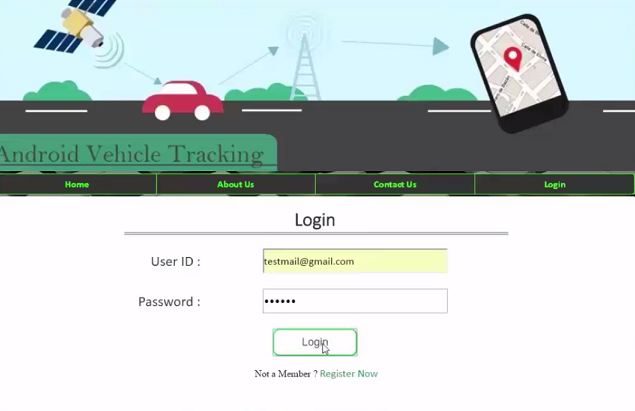 Android Vehicle Tracking
Home About Us Contact Us Login
Login
User ID : testmail@gmail.com
Password : ••••••
Login
Not a Member ? Register Now